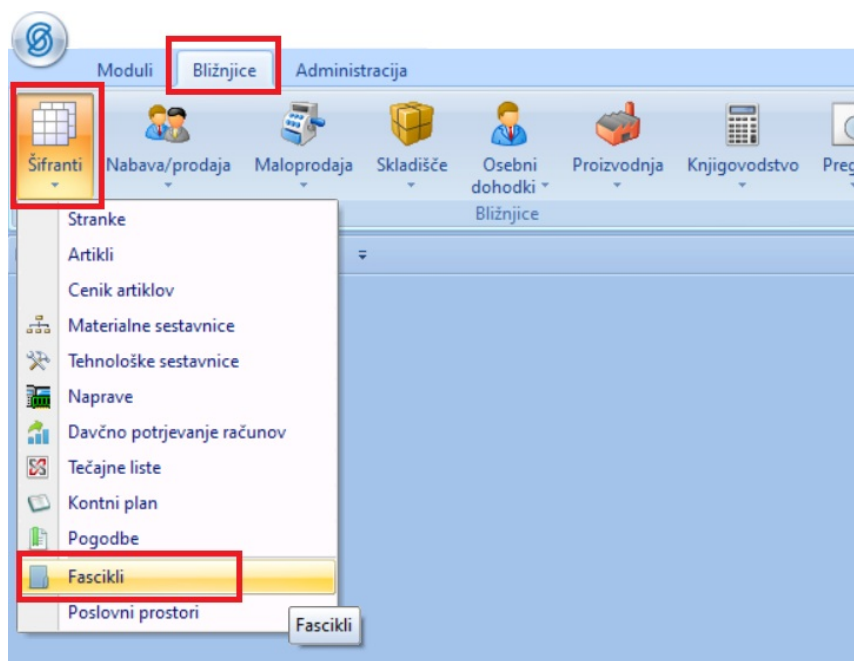 Moduli Bližnjice Administracija
Šifranti Nabava/prodaja Maloprodaja Skladišče Osebni dohodki Proizvodnja Knjigovodstvo
Bližnjice
Stranke
Artikli
Cenik artiklov
Materialne sestavnice
Tehnološke sestavnice
Naprave
Davčno potrjevanje računov
Tečajne liste
Kontni plan
Pogodbe
Fascikli
Poslovni prostori
Fascikli